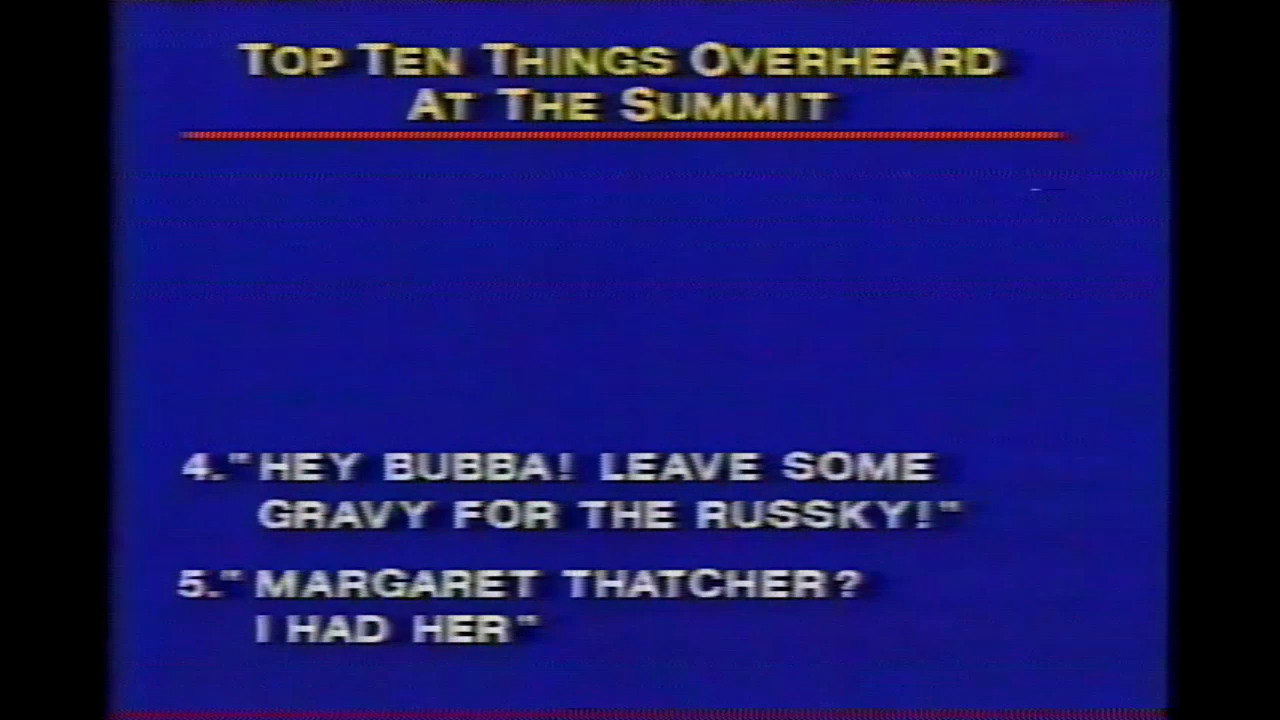 TOP TEN THINGS OVERHEARD
AT THE SUMMIT
4. "HEY BUBBA! LEAVE SOME
GRAVY FOR THE RUSSKY!"
5. "MARGARET THATCHER?
I HAD HER"